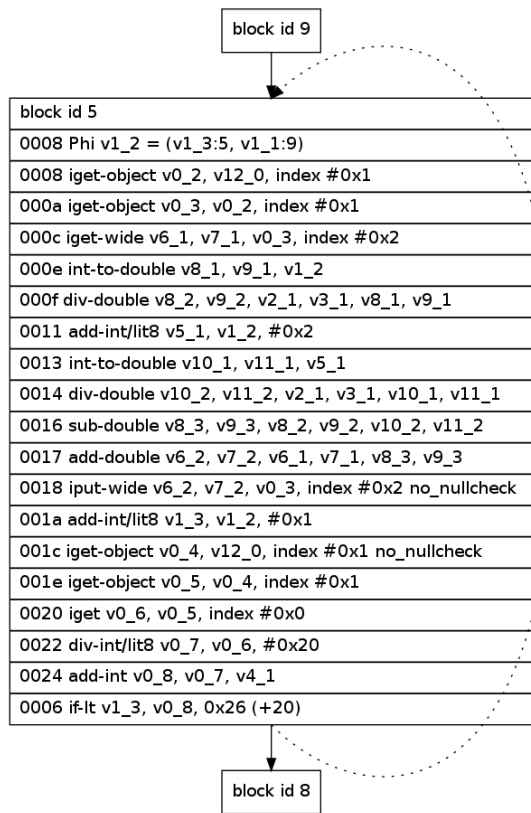 block id 9
block id 5
0008 Phi v1_2 = (v1_3:5, v1_1:9)
0008 iget-object v0_2, v12_0, index #0x1
000a iget-object v0_3, v0_2, index #0x1
000c iget-wide v6_1, v7_1, v0_3, index #0x2
000e int-to-double v8_1, v9_1, v1_2
000f div-double v8_2, v9_2, v2_1, v3_1, v8_1, v9_1
0011 add-int/lit8 v5_1, v1_2, #0x2
0013 int-to-double v10_1, v11_1, v5_1
0014 div-double v10_2, v11_2, v2_1, v3_1, v10_1, v11_1
0016 sub-double v8_3, v9_3, v8_2, v9_2, v10_2, v11_2
0017 add-double v6_2, v7_2, v6_1, v7_1, v8_3, v9_3
0018 iput-wide v6_2, v7_2, v0_3, index #0x2 no_nullcheck
001a add-int/lit8 v1_3, v1_2, #0x1
001c iget-object v0_4, v12_0, index #0x1 no_nullcheck
001e iget-object v0_5, v0_4, index #0x1
0020 iget v0_6, v0_5, index #0x0
0022 div-int/lit8 v0_7, v0_6, #0x20
0024 add-int v0_8, v0_7, v4_1
0006 if-lt v1_3, v0_8, 0x26 (+20)
block id 8